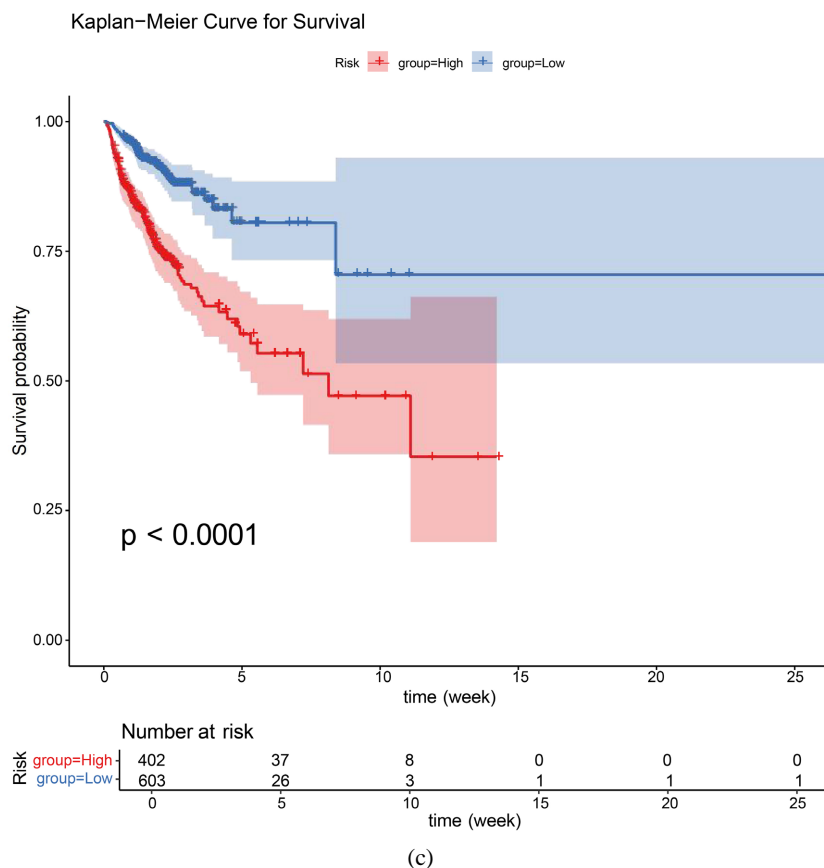 Kaplan−Meier Curve for Survival
Risk group=High group=Low
1.00
0.75
0.50
0.25
0.00
Survival probability
p < 0.0001
0 5 10 15 20 25
time (week)
Number at risk
Risk
group=High 402 37 8 0 0 0
group=Low 603 26 3 1 1 1
0 5 10 15 20 25
time (week)
(c)